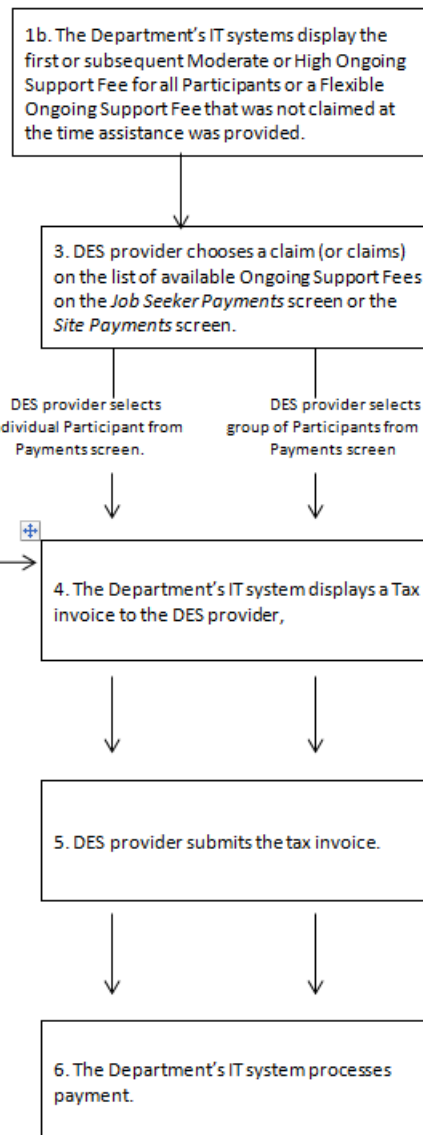 1b. The Department's IT systems display the
first or subsequent Moderate or High Ongoing
Support Fee for all Participants or a Flexible
Ongoing Support Fee that was not claimed at
the time assistance was provided.
3. DES provider chooses a claim (or claims)
on the list of available Ongoing Support Fees
on the Job Seeker Payments screen or the
Site Payments screen.
DES provider selects
dividual Participant from
Payments screen.
DES provider selects
group of Participants from
Payments screen
4. The Department's IT system displays a Tax
invoice to the DES provider,
5. DES provider submits the tax invoice.
6. The Department's IT system processes
payment.